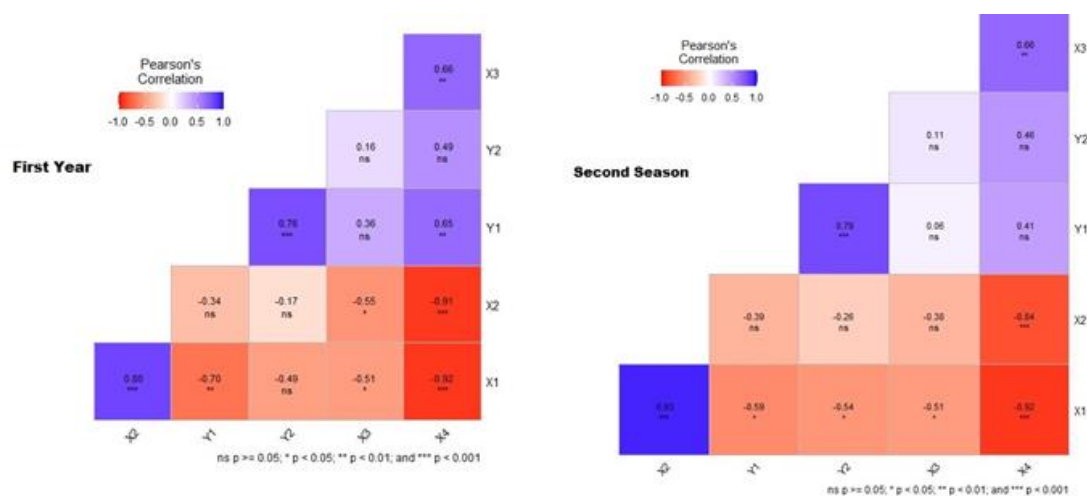 Pearson's
Correlation
-1.0 -0.5 0.0 0.5 1.0
First Year
0.66
**
X3
0.16
ns
0.49
ns
Y2
0.76
***
0.36
ns
0.65
**
Y1
-0.34
ns
-0.17
ns
-0.55
*
-0.91
***
X2
***
-0.70
**
-0.49
ns
-0.51
*
-0.92
***
X1
X2 Y1 Y2 X3 X4
ns p >= 0.05; * p < 0.05; ** p < 0.01; and *** p < 0.001
Pearson's
Correlation
-1.0 -0.5 0.0 0.5 1.0
Second Season
0.66
**
X3
0.11
ns
0.46
ns
Y2
0.79
***
0.06
ns
0.41
ns
Y1
-0.39
ns
-0.26
ns
-0.38
ns
-0.84
***
X2
***
-0.59
*
-0.54
*
-0.51
*
-0.92
***
X1
X2 Y1 Y2 X3 X4
ns p >= 0.05; * p < 0.05; ** p < 0.01; and *** p < 0.001